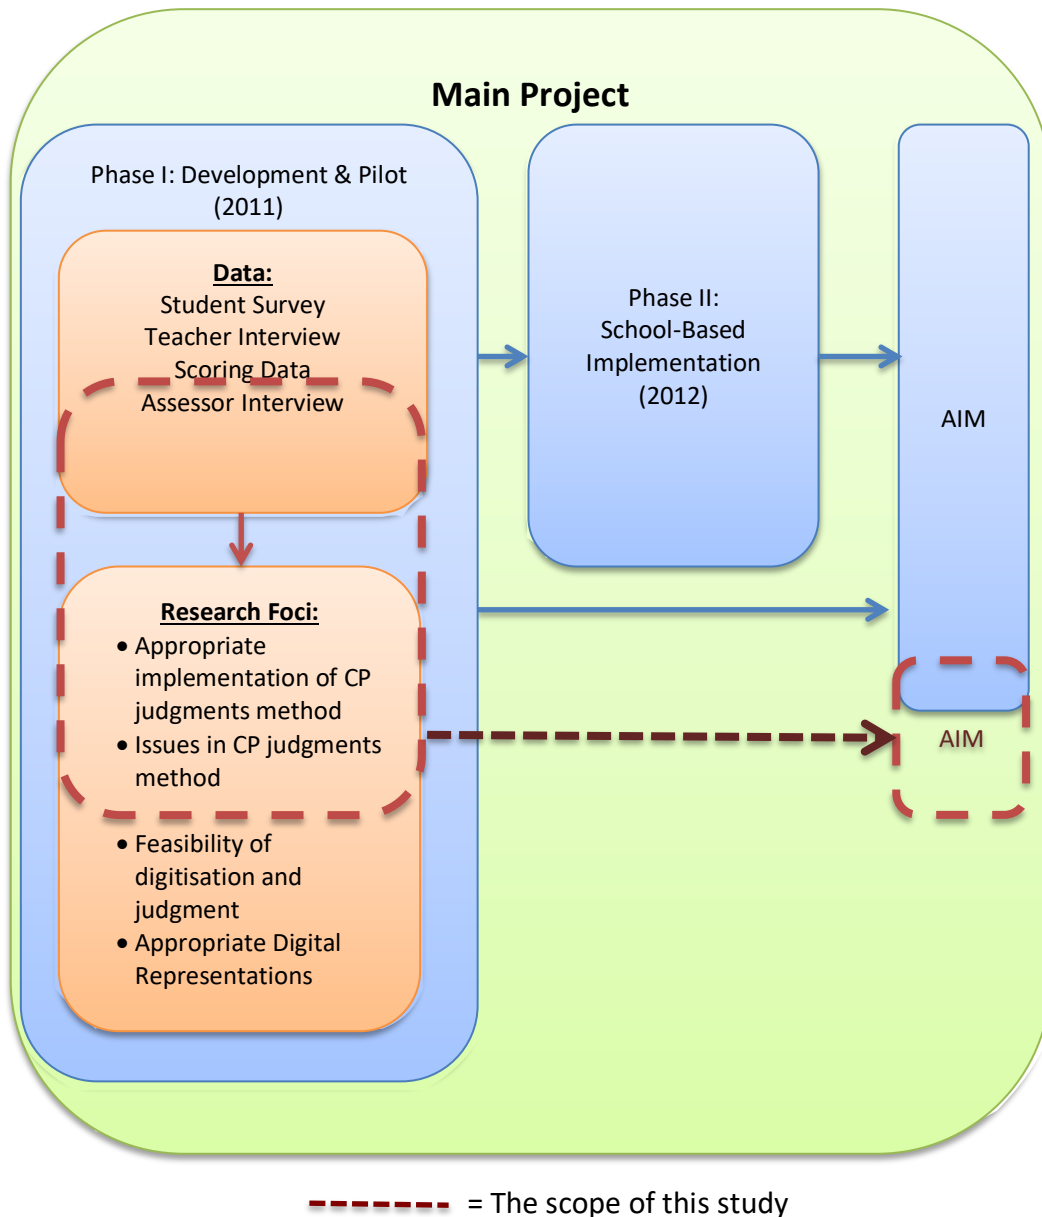 Main Project
Phase I: Development & Pilot
(2011)
Data:
Student Survey
Teacher Interview
Scoring Data
Assessor Interview
Research Foci:
• Appropriate
implementation of CP
judgments method
• Issues in CP judgments
method
• Feasibility of
digitisation and
judgment
• Appropriate Digital
Representations
Phase II:
School-Based
Implementation
(2012)
AIM
AIM
= The scope of this study